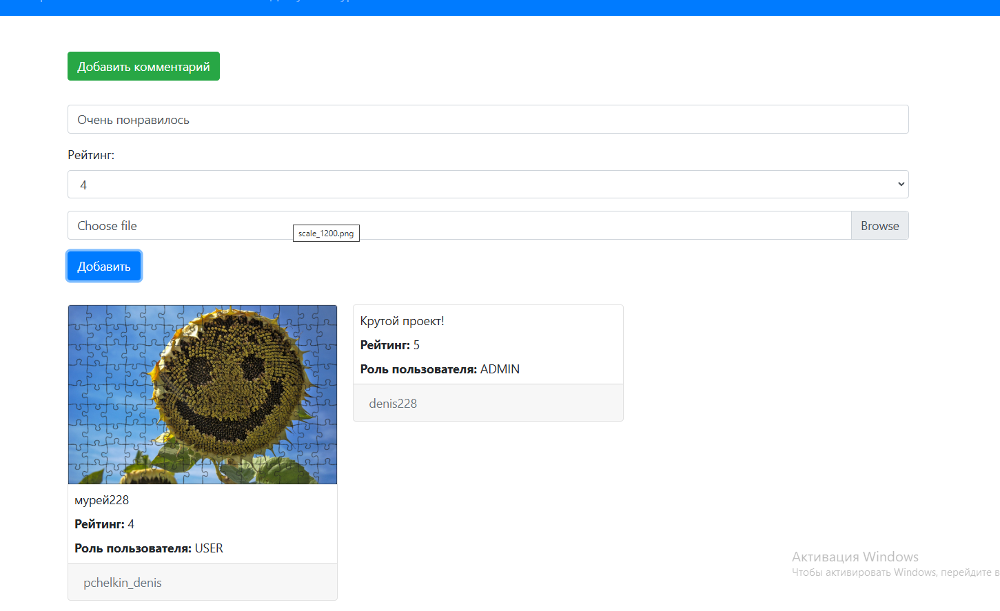 Добавить комментарий
Очень понравилось
Рейтинг:
4
Choose file
Browse
scale_1200.png
Добавить
Крутой проект!
Рейтинг: 5
Роль пользователя: ADMIN
denis228
мурей228
Рейтинг: 4
Роль пользователя: USER
pchelkin_denis
Активация Windows
Чтобы активировать Windows, перейдите в